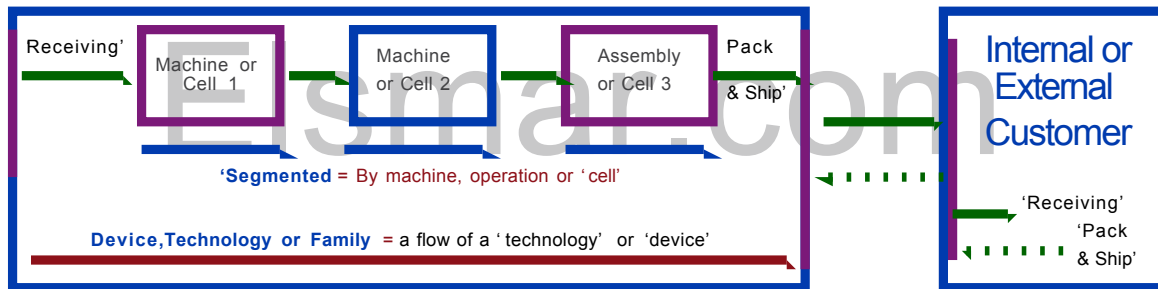 Receiving’
Machine or
Cell 1
Machine
or Cell 2
Assembly
or Cell 3
Pack
& Ship’
Elsmar.com
‘Segmented = By machine, operation or ‘cell’
Device,Technology or Family = a flow of a ‘technology’ or ‘device’
Internal or
External
Customer
‘Receiving’
‘Pack
& Ship’